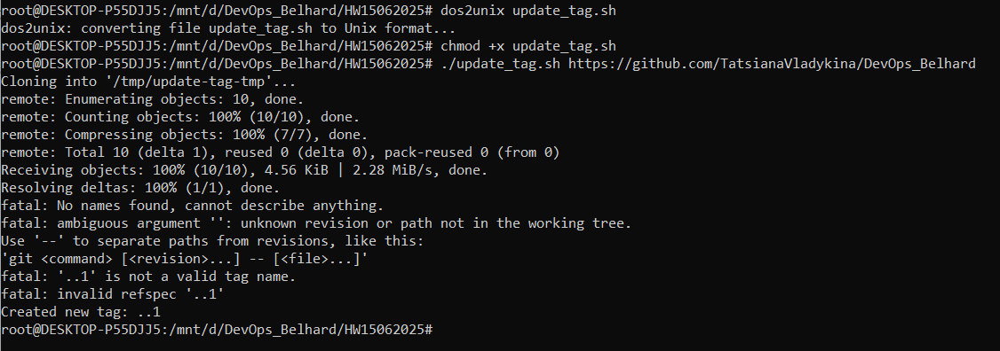 root@DESKTOP-P55DJJ5:/mnt/d/DevOps_Belhard/HW15062025# dos2unix update_tag.sh
dos2unix: converting file update_tag.sh to Unix format...
root@DESKTOP-P55DJJ5:/mnt/d/DevOps_Belhard/HW15062025# chmod +x update_tag.sh
root@DESKTOP-P55DJJ5:/mnt/d/DevOps_Belhard/HW15062025# ./update_tag.sh https://github.com/TatsianaVladykina/DevOps_Belhard
Cloning into '/tmp/update-tag-tmp'...
remote: Enumerating objects: 10, done.
remote: Counting objects: 100% (10/10), done.
remote: Compressing objects: 100% (7/7), done.
remote: Total 10 (delta 1), reused 0 (delta 0), pack-reused 0 (from 0)
Receiving objects: 100% (10/10), 4.56 KiB | 2.28 MiB/s, done.
Resolving deltas: 100% (1/1), done.
fatal: No names found, cannot describe anything.
fatal: ambiguous argument '': unknown revision or path not in the working tree.
Use '--' to separate paths from revisions, like this:
'git <command> [<revision>...] -- [<file>...]'
fatal: '..1' is not a valid tag name.
fatal: invalid refspec '..1'
Created new tag: ..1
root@DESKTOP-P55DJJ5:/mnt/d/DevOps_Belhard/HW15062025#